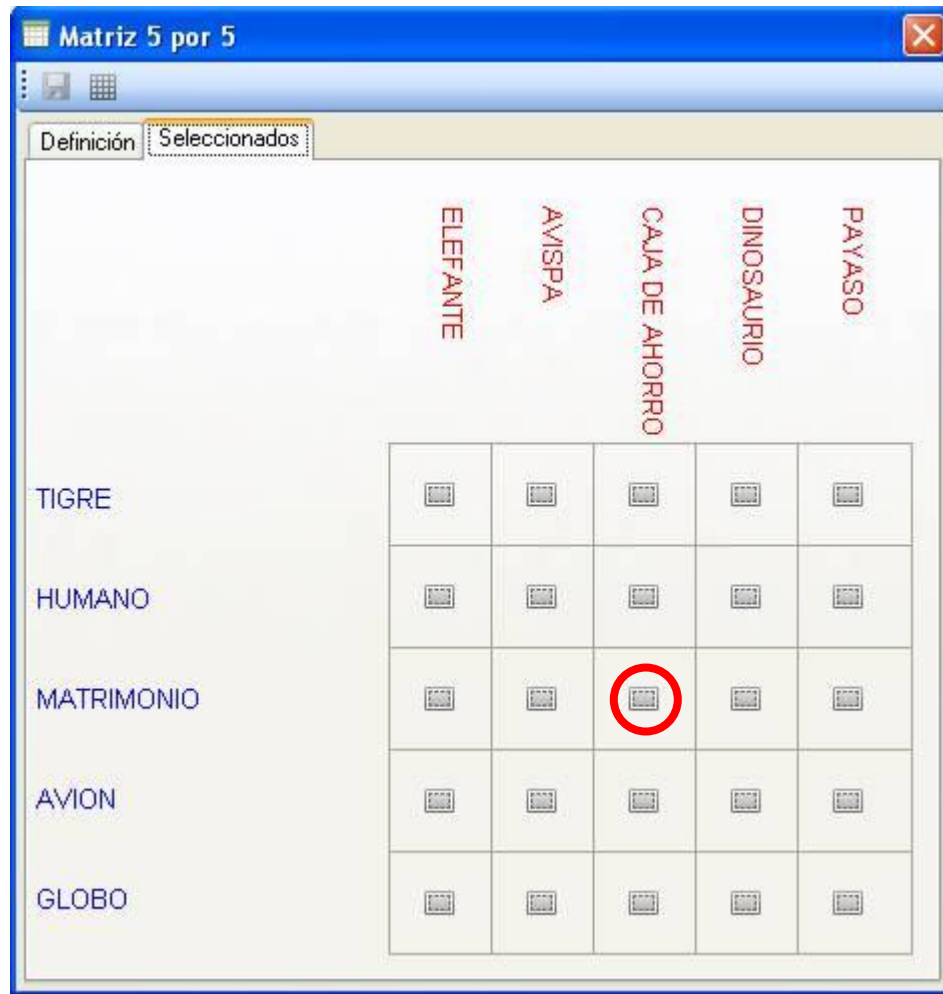 Matriz 5 por 5
Definición
Seleccionados
ELEFANTE
AVISPA
CAJA DE AHORRO
DINOSAURIO
PAYASO
TIGRE
HUMANO
MATRIMONIO
AVION
GLOBO